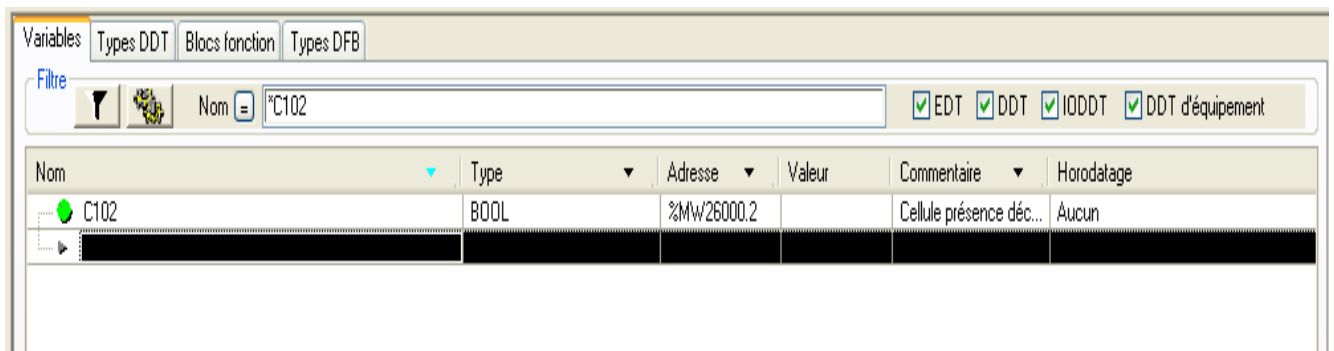 Variables Types DDT Blocs fonction Types DFB
Filtre
Nom = *C102 EDT DDT IODDT DDT d'équipement
Nom Type Adresse Valeur Commentaire Horodatage
C102 BOOL %MW26000.2 Cellule présence déc... Aucun